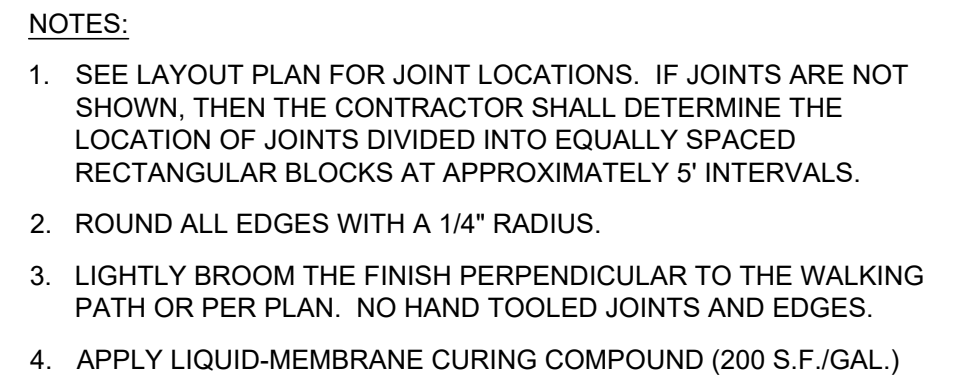 NOTES:
1. SEE LAYOUT PLAN FOR JOINT LOCATIONS. IF JOINTS ARE NOT
SHOWN, THEN THE CONTRACTOR SHALL DETERMINE THE
LOCATION OF JOINTS DIVIDED INTO EQUALLY SPACED
RECTANGULAR BLOCKS AT APPROXIMATELY 5' INTERVALS.
2. ROUND ALL EDGES WITH A 1/4" RADIUS.
3. LIGHTLY BROOM THE FINISH PERPENDICULAR TO THE WALKING
PATH OR PER PLAN. NO HAND TOOLED JOINTS AND EDGES.
4. APPLY LIQUID-MEMBRANE CURING COMPOUND (200 S.F./GAL.)